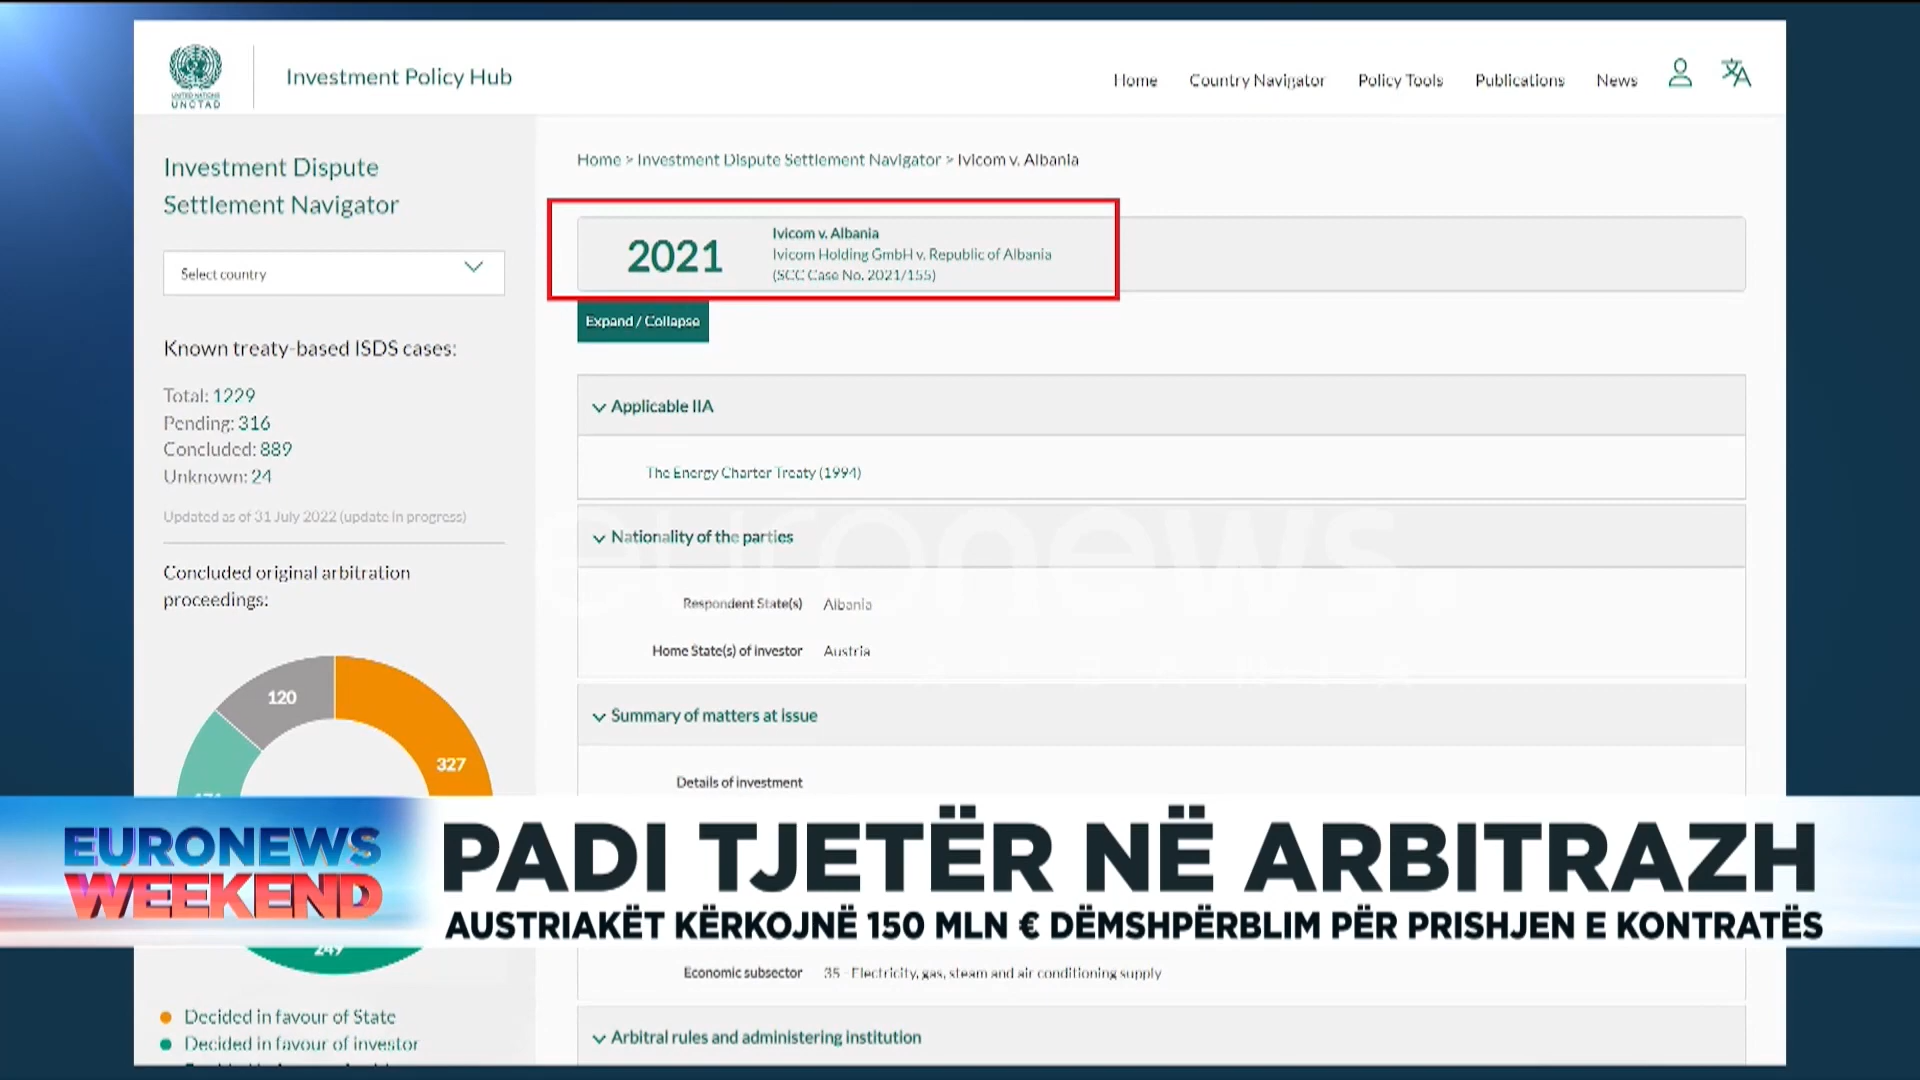 UNITED NATIONS
UNCTAD
Investment Policy Hub
Home
Country Navigator
Policy Tools
Publications
News
Investment Dispute
Settlement Navigator
Select country
Known treaty-based ISDS cases:
Total: 1229
Pending: 316
Concluded: 889
Unknown: 24
Updated as of 31 July 2022 (update in progress)
Concluded original arbitration
proceedings:
120
327
249
Decided in favour of State
Decided in favour of investor
Home > Investment Dispute Settlement Navigator > Ivicom v. Albania
2021
Ivicom v. Albania
Ivicom Holding GmbH v. Republic of Albania
(SCC Case No. 2021/155)
Expand / Collapse
Applicable IIA
The Energy Charter Treaty (1994)
euronews
ALBANIA
Nationality of the parties
Respondent State(s) Albania
Home State(s) of investor Austria
Summary of matters at issue
Details of investment
EURONEWS
WEEKEND
PADI TJETËR NË ARBITRAZH
AUSTRIAKËT KËRKOJNË 150 MLN € DËMSHPËRBLIM PËR PRISHJEN E KONTRATËS
Economic subsector 35 - Electricity, gas, steam and air conditioning supply
Arbitral rules and administering institution